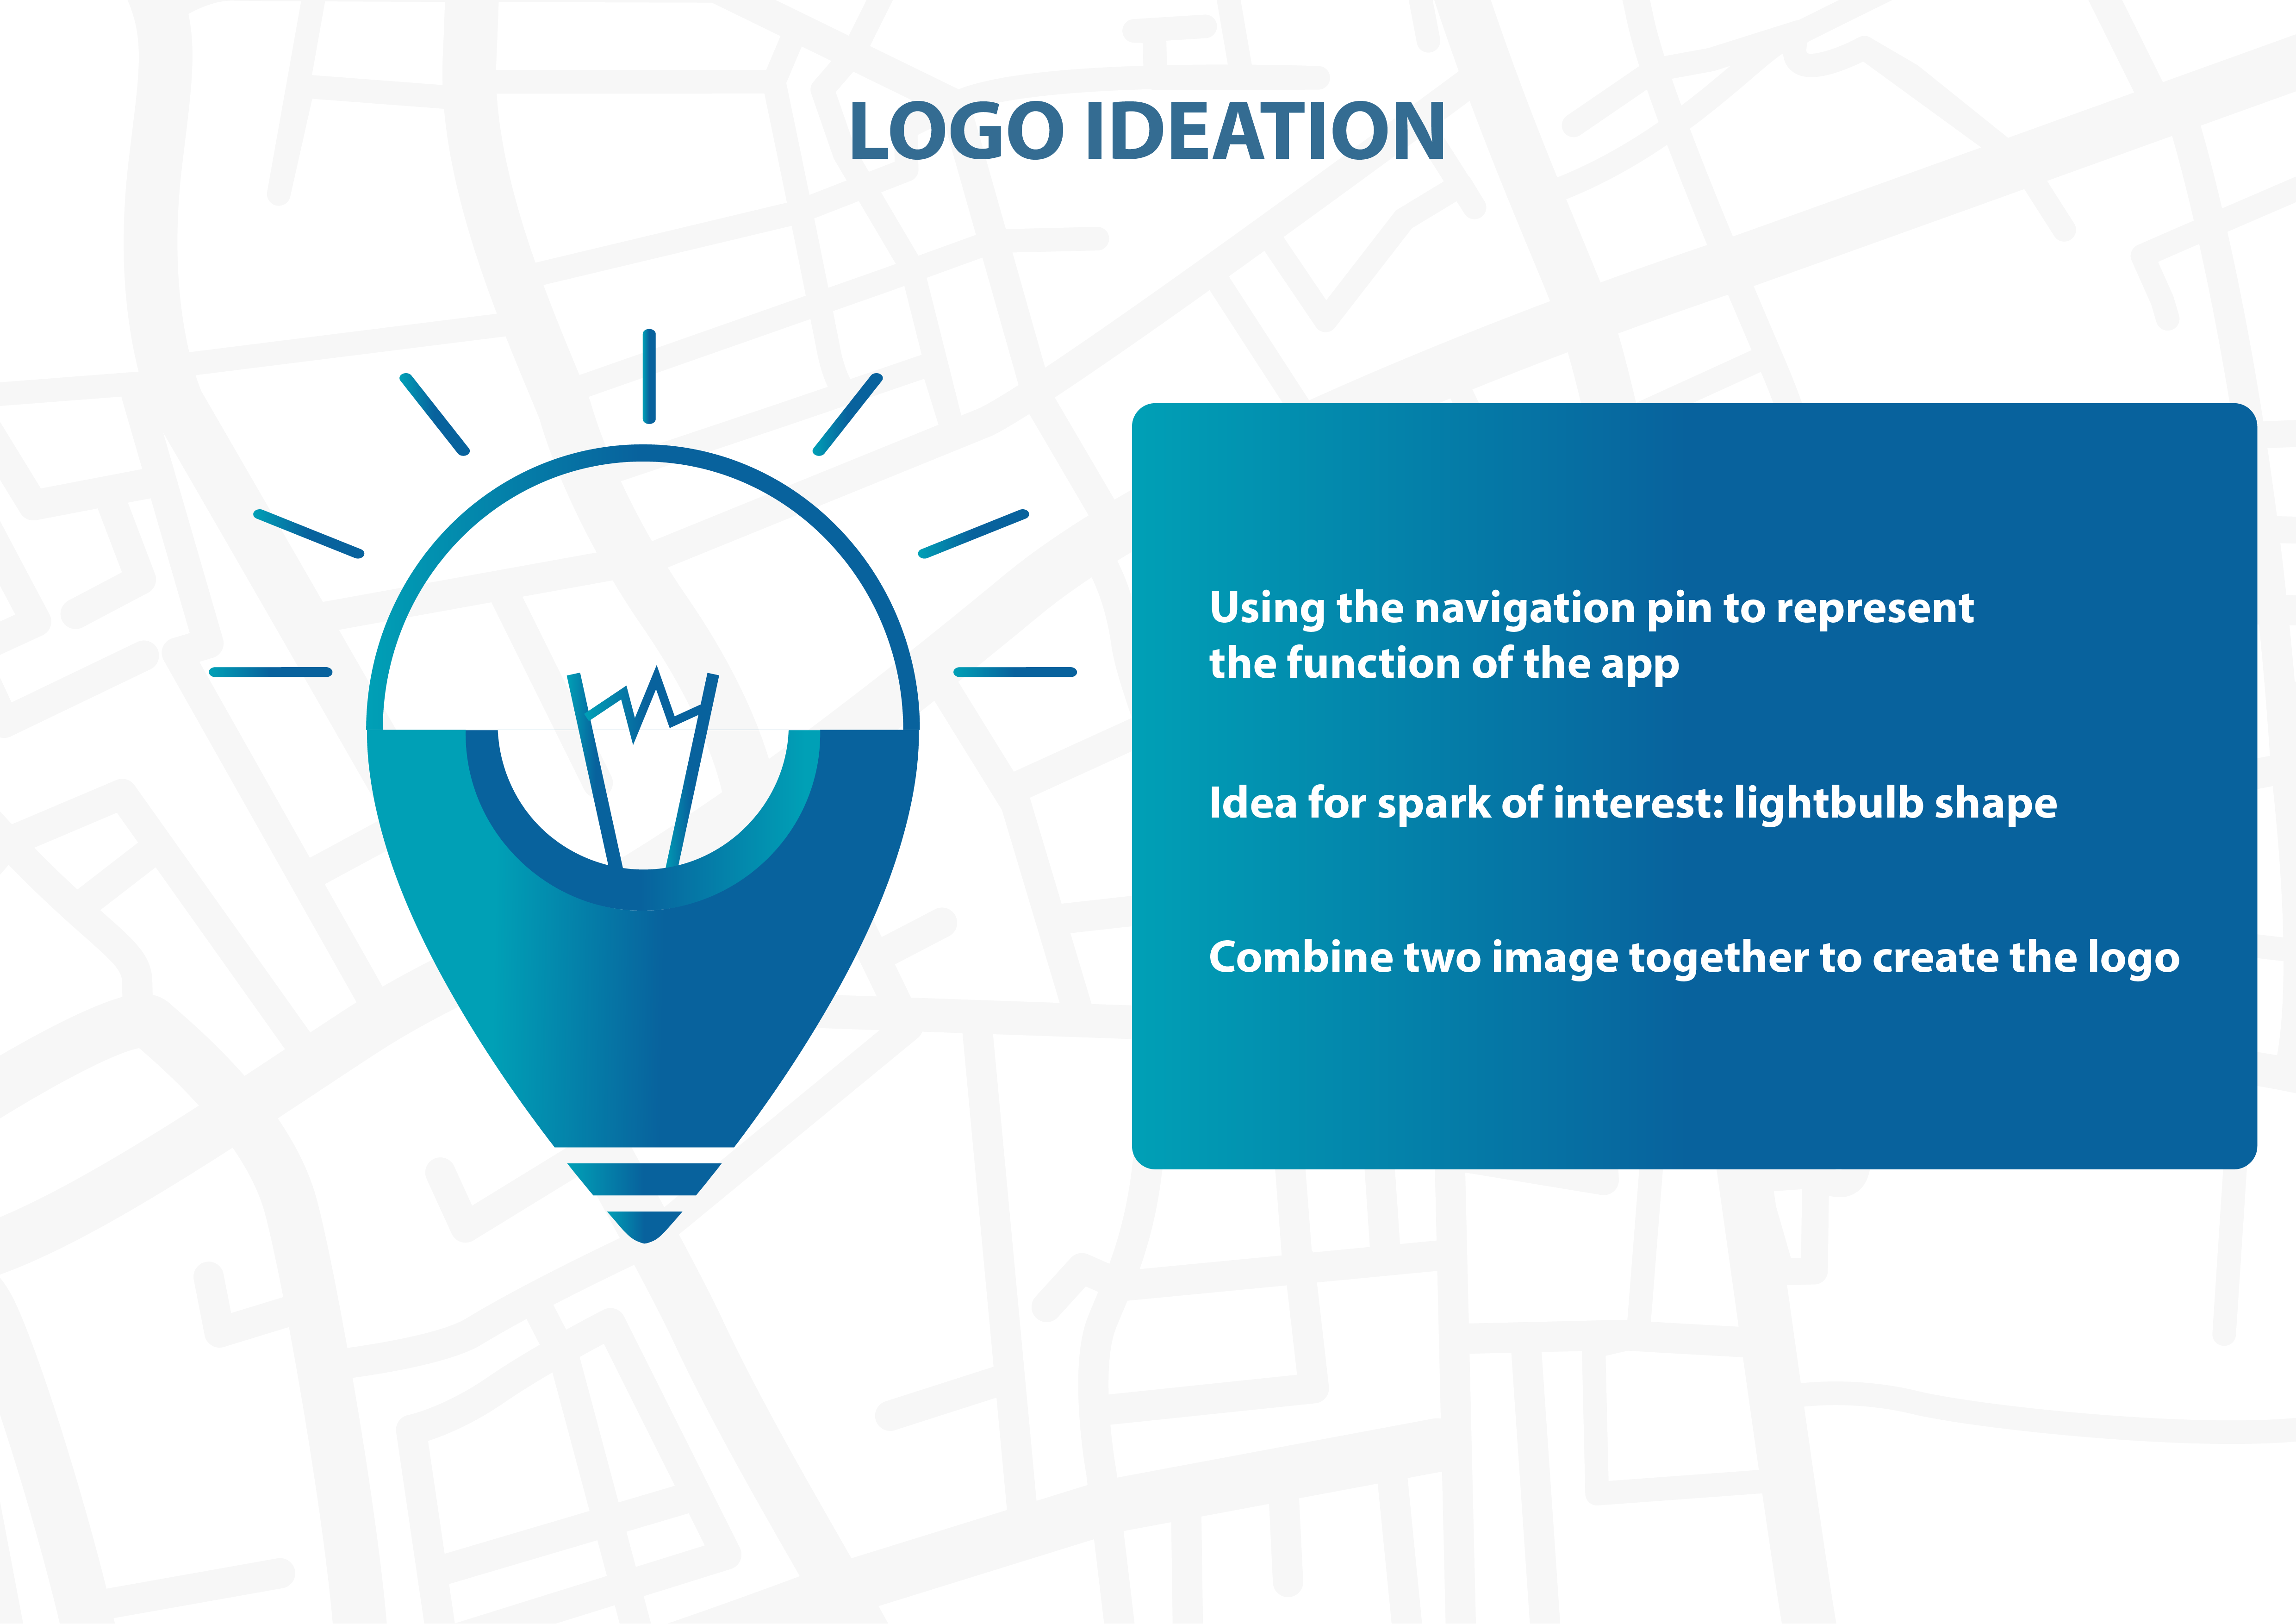 LOGO IDEATION
Using the navigation pin to represent
the function of the app
Idea for spark of interest: lightbulb shape
Combine two image together to create the logo